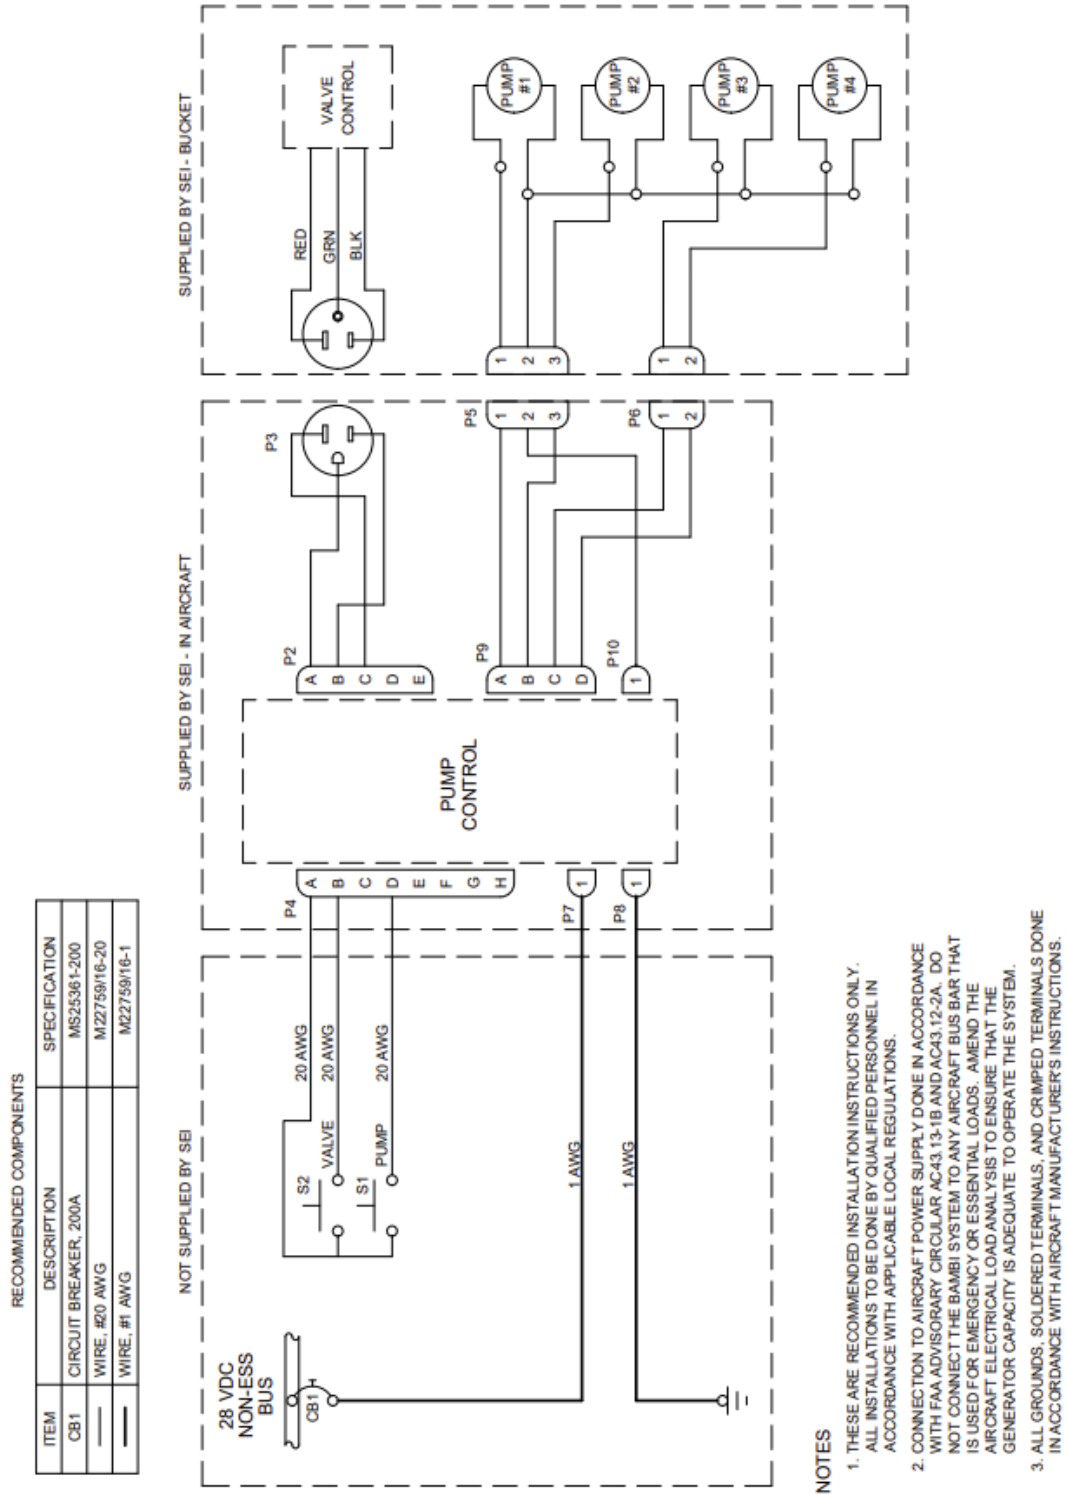 RECOMMENDED COMPONENTS
ITEM DESCRIPTION SPECIFICATION
CB1 CIRCUIT BREAKER, 200A MS25361-200
WIRE, #20 AWG M22759/16-20
WIRE, #1 AWG M22759/16-1
NOT SUPPLIED BY SEI
28 VDC
NON-ESS
BUS
CB1
S2
VALVE
S1
PUMP
20 AWG
20 AWG
20 AWG
1 AWG
1 AWG
SUPPLIED BY SEI - IN AIRCRAFT
P4
A
B
C
D
E
F
G
H
P7
1
P8
1
PUMP
CONTROL
P2
A
B
C
D
E
P9
A
B
C
D
P10
1
P3
P5
1
2
3
P6
1
2
SUPPLIED BY SEI - BUCKET
1
2
3
1
2
RED
GRN
BLK
VALVE
CONTROL
PUMP
#1
PUMP
#2
PUMP
#3
PUMP
#4
NOTES
1. THESE ARE RECOMMENDED INSTALLATION INSTRUCTIONS ONLY.
ALL INSTALLATIONS TO BE DONE BY QUALIFIED PERSONNEL IN
ACCORDANCE WITH APPLICABLE LOCAL REGULATIONS.
2. CONNECTION TO AIRCRAFT POWER SUPPLY DONE IN ACCORDANCE
WITH FAA ADVISORARY CIRCULAR AC43.13-1B AND AC43.12-2A. DO
NOT CONNECT THE BAMBI SYSTEM TO ANY AIRCRAFT BUS BAR THAT
IS USED FOR EMERGENCY OR ESSENTIAL LOADS. AMEND THE
AIRCRAFT ELECTRICAL LOAD ANALYSIS TO ENSURE THAT THE
GENERATOR CAPACITY IS ADEQUATE TO OPERATE THE SYSTEM.
3. ALL GROUNDS, SOLDERED TERMINALS, AND CRIMPED TERMINALS DONE
IN ACCORDANCE WITH AIRCRAFT MANUFACTURER'S INSTRUCTIONS.